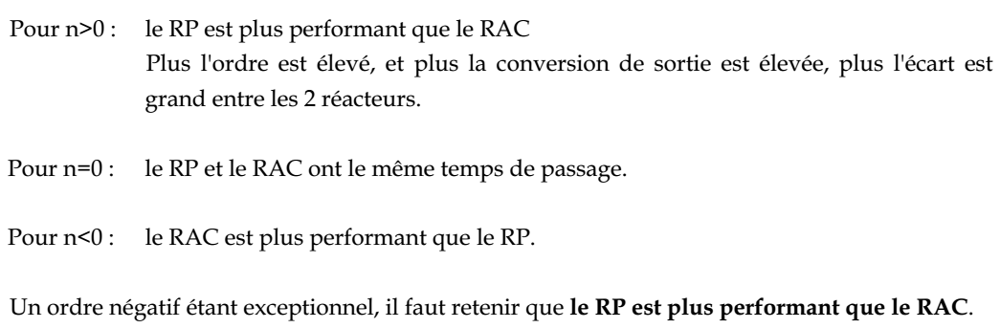 Pour n>0 : le RP est plus performant que le RAC
Plus l'ordre est élevé, et plus la conversion de sortie est élevée, plus l'écart est
grand entre les 2 réacteurs.
Pour n=0 : le RP et le RAC ont le même temps de passage.
Pour n<0 : le RAC est plus performant que le RP.
Un ordre négatif étant exceptionnel, il faut retenir que le RP est plus performant que le RAC.